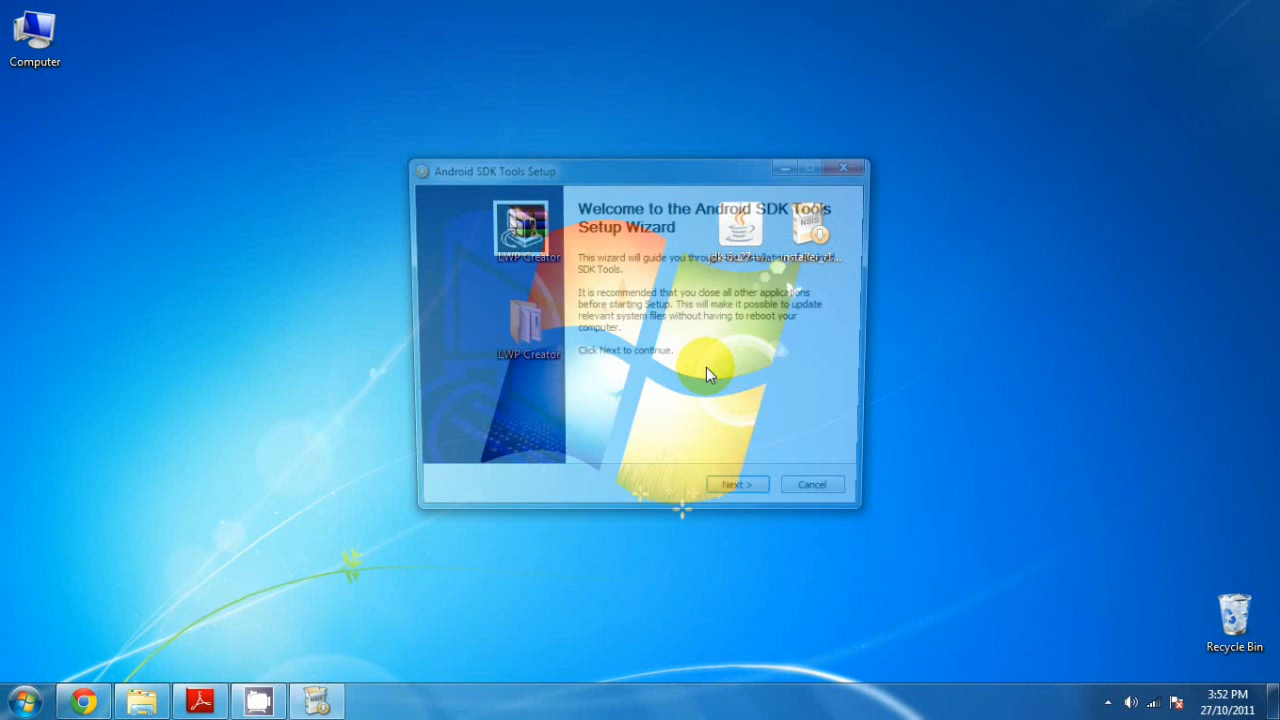 Computer
Android SDK Tools Setup
Welcome to the Android SDK Tools
Setup Wizard
This wizard will guide you through
SDK Tools.
It is recommended that you close all other applications
before starting Setup. This will make it possible to update
relevant system files without having to reboot your
computer.
Click Next to continue.
LWP Creator
LWP Creator
NSIS
Next >
Cancel
Recycle Bin
3:52 PM
27/10/2011